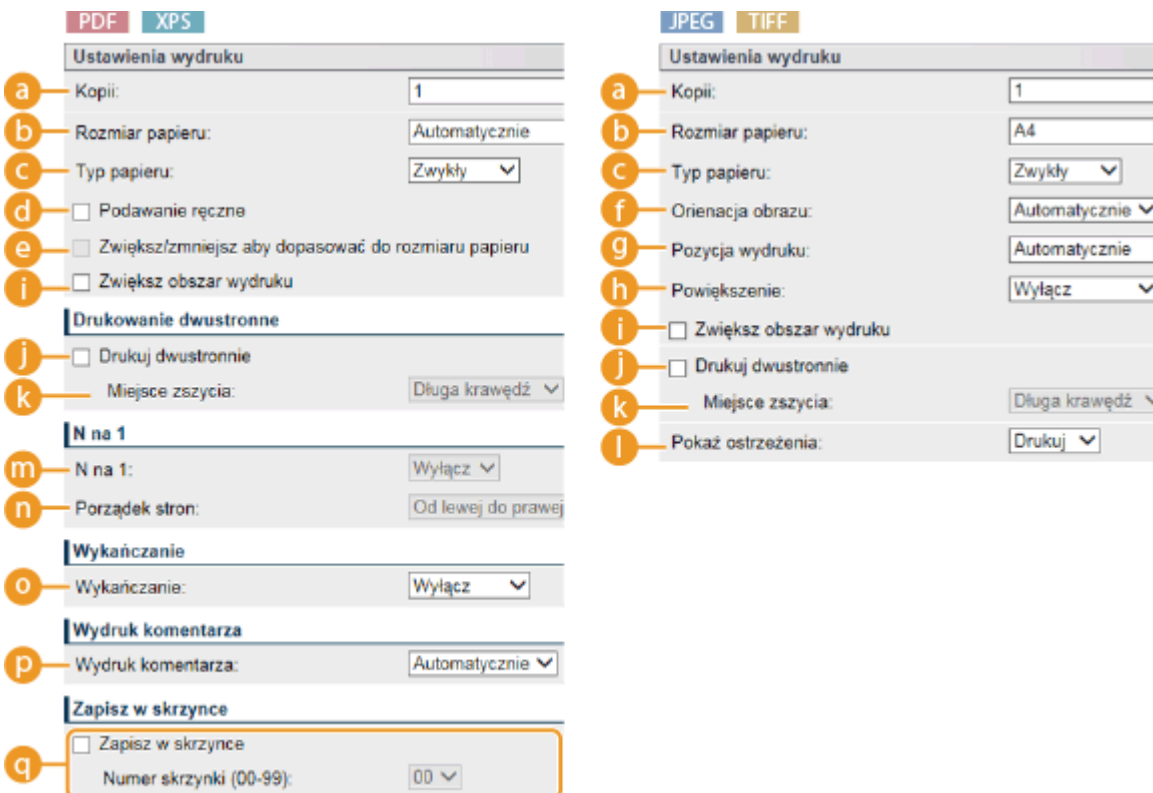 PDF XPS
Ustawienia wydruku
a Kopii: 1
b Rozmiar papieru: Automatycznie
c Typ papieru: Zwykły
d Podawanie ręczne
e Zwiększ/zmniejsz aby dopasować do rozmiaru papieru
i Zwiększ obszar wydruku
Drukowanie dwustronne
j Drukuj dwustronnie
k Miejsce zszycia: Długa krawędź
N na 1
m N na 1: Wyłącz
n Porządek stron: Od lewej do prawej
Wykańczanie
o Wykańczanie: Wyłącz
Wydruk komentarza
p Wydruk komentarza: Automatycznie
Zapisz w skrzynce
q Zapisz w skrzynce
Numer skrzynki (00-99): 00
JPEG TIFF
Ustawienia wydruku
a Kopii: 1
b Rozmiar papieru: A4
c Typ papieru: Zwykły
f Orienacja obrazu: Automatycznie
g Pozycja wydruku: Automatycznie
h Powiększenie: Wyłącz
i Zwiększ obszar wydruku
j Drukuj dwustronnie
k Miejsce zszycia: Długa krawędź
l Pokaż ostrzeżenia: Drukuj